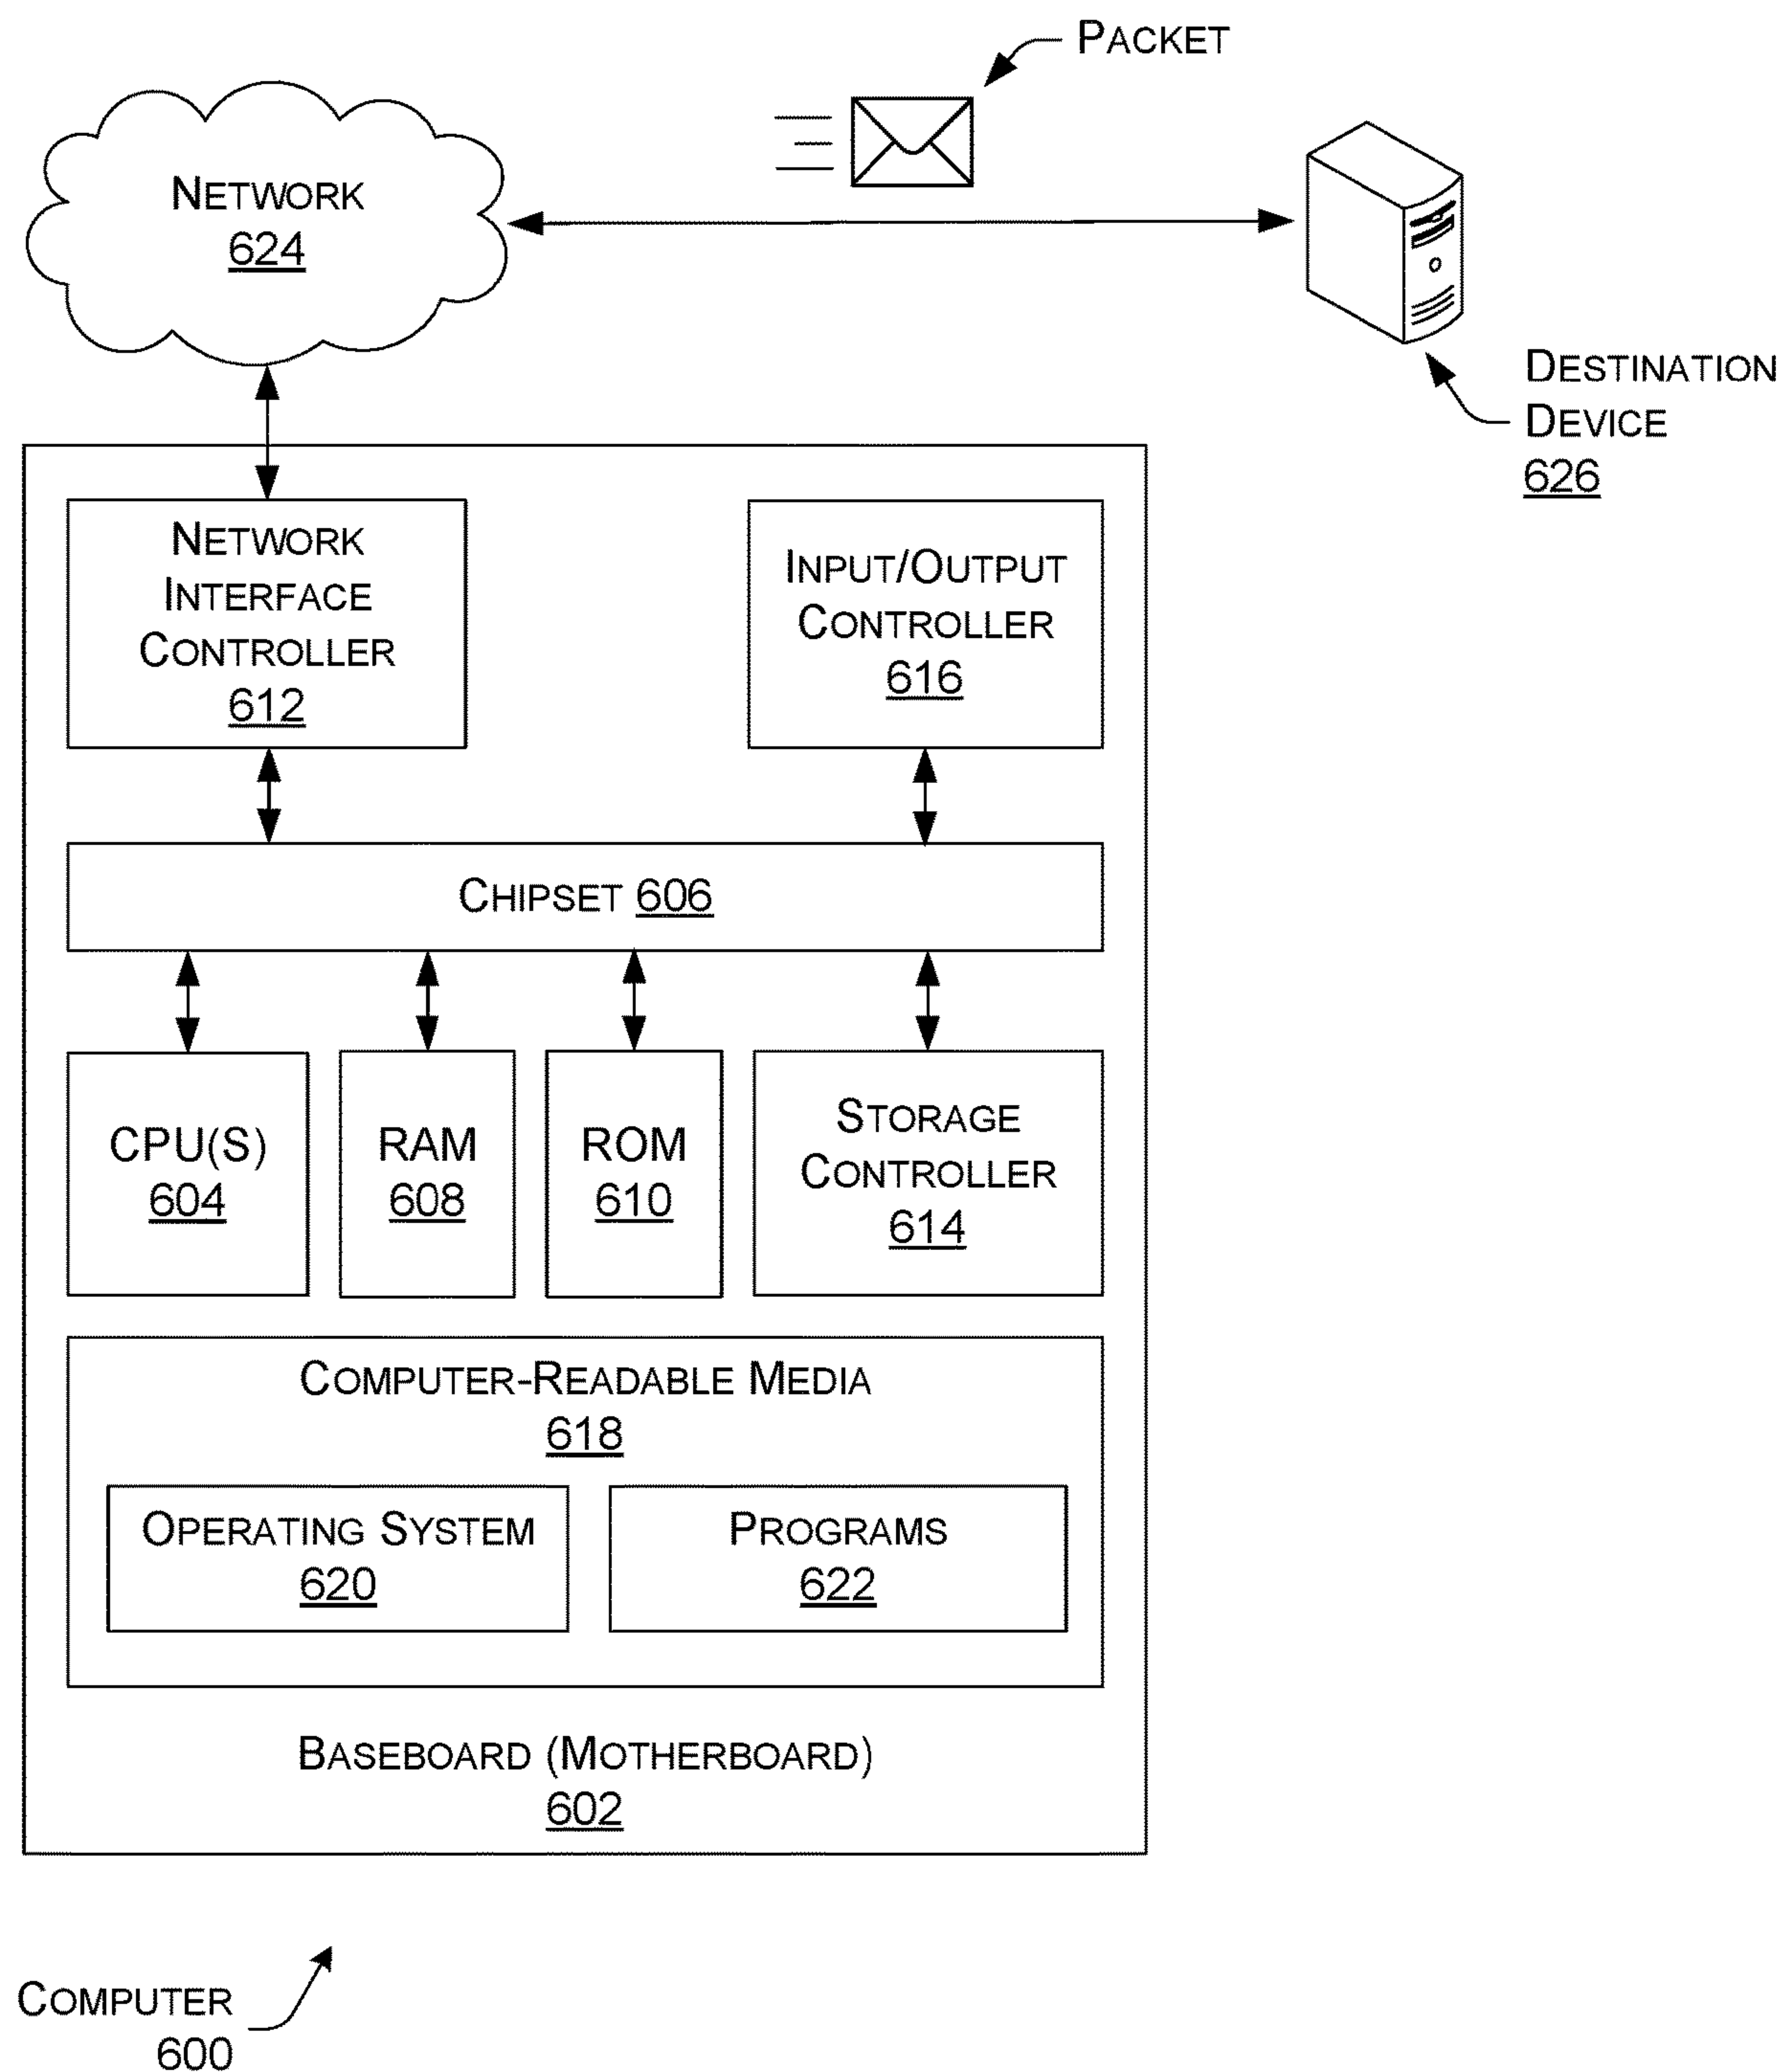 PACKET
NETWORK
624
DESTINATION
DEVICE
626
NETWORK
INTERFACE
CONTROLLER
612
INPUT/OUTPUT
CONTROLLER
616
CHIPSET 606
CPU(S)
604
RAM
608
ROM
610
STORAGE
CONTROLLER
614
COMPUTER-READABLE MEDIA
618
OPERATING SYSTEM
620
PROGRAMS
622
BASEBOARD (MOTHERBOARD)
602
COMPUTER
600